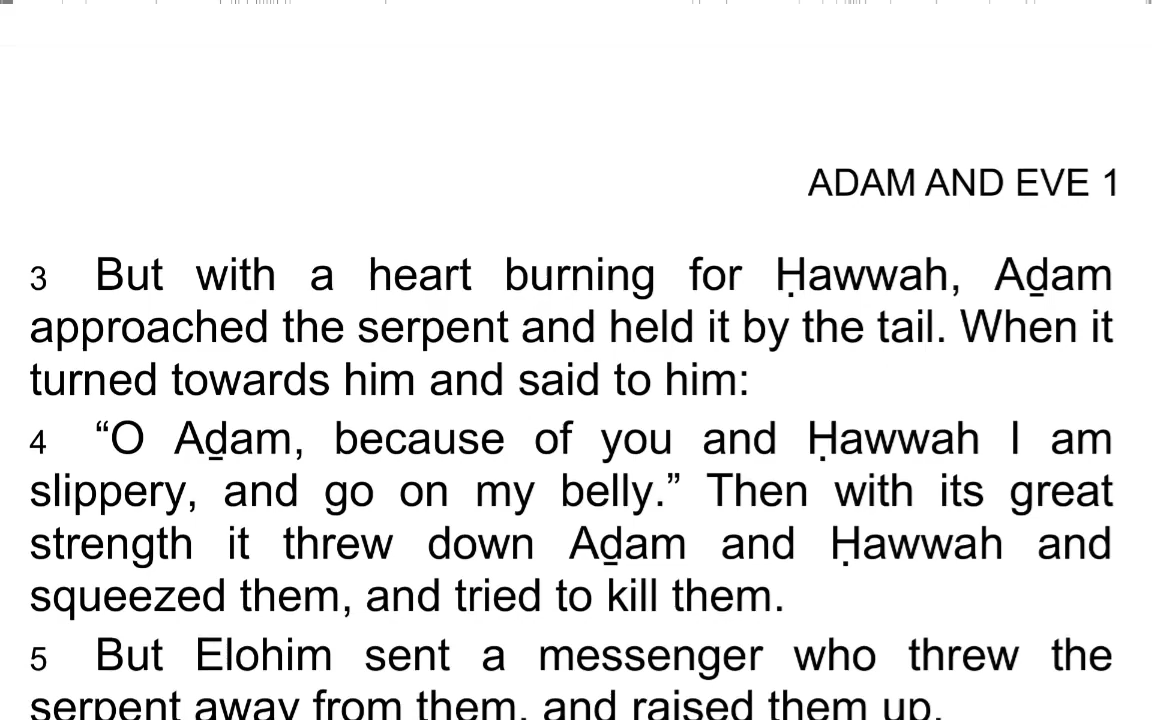 ADAM AND EVE 1
3 But with a heart burning for Ḥawwah, Aḏam
approached the serpent and held it by the tail. When it
turned towards him and said to him:
4 “O Aḏam, because of you and Ḥawwah I am
slippery, and go on my belly.” Then with its great
strength it threw down Aḏam and Ḥawwah and
squeezed them, and tried to kill them.
5 But Elohim sent a messenger who threw the
serpent away from them, and raised them up.